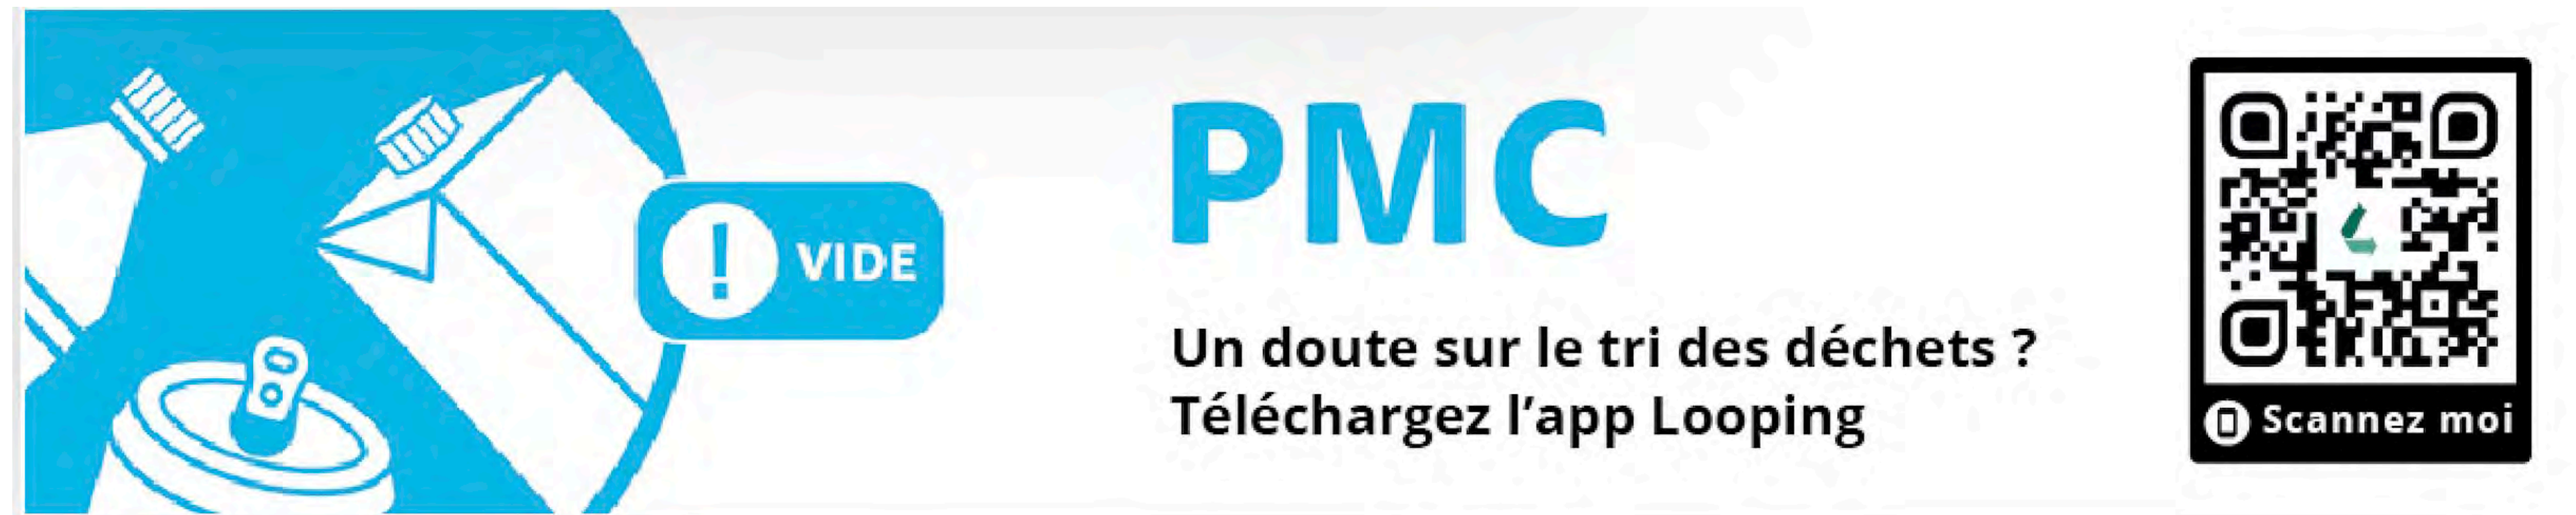 ! VIDE
PMC
Un doute sur le tri des déchets ?
Téléchargez l’app Looping
Scannez moi